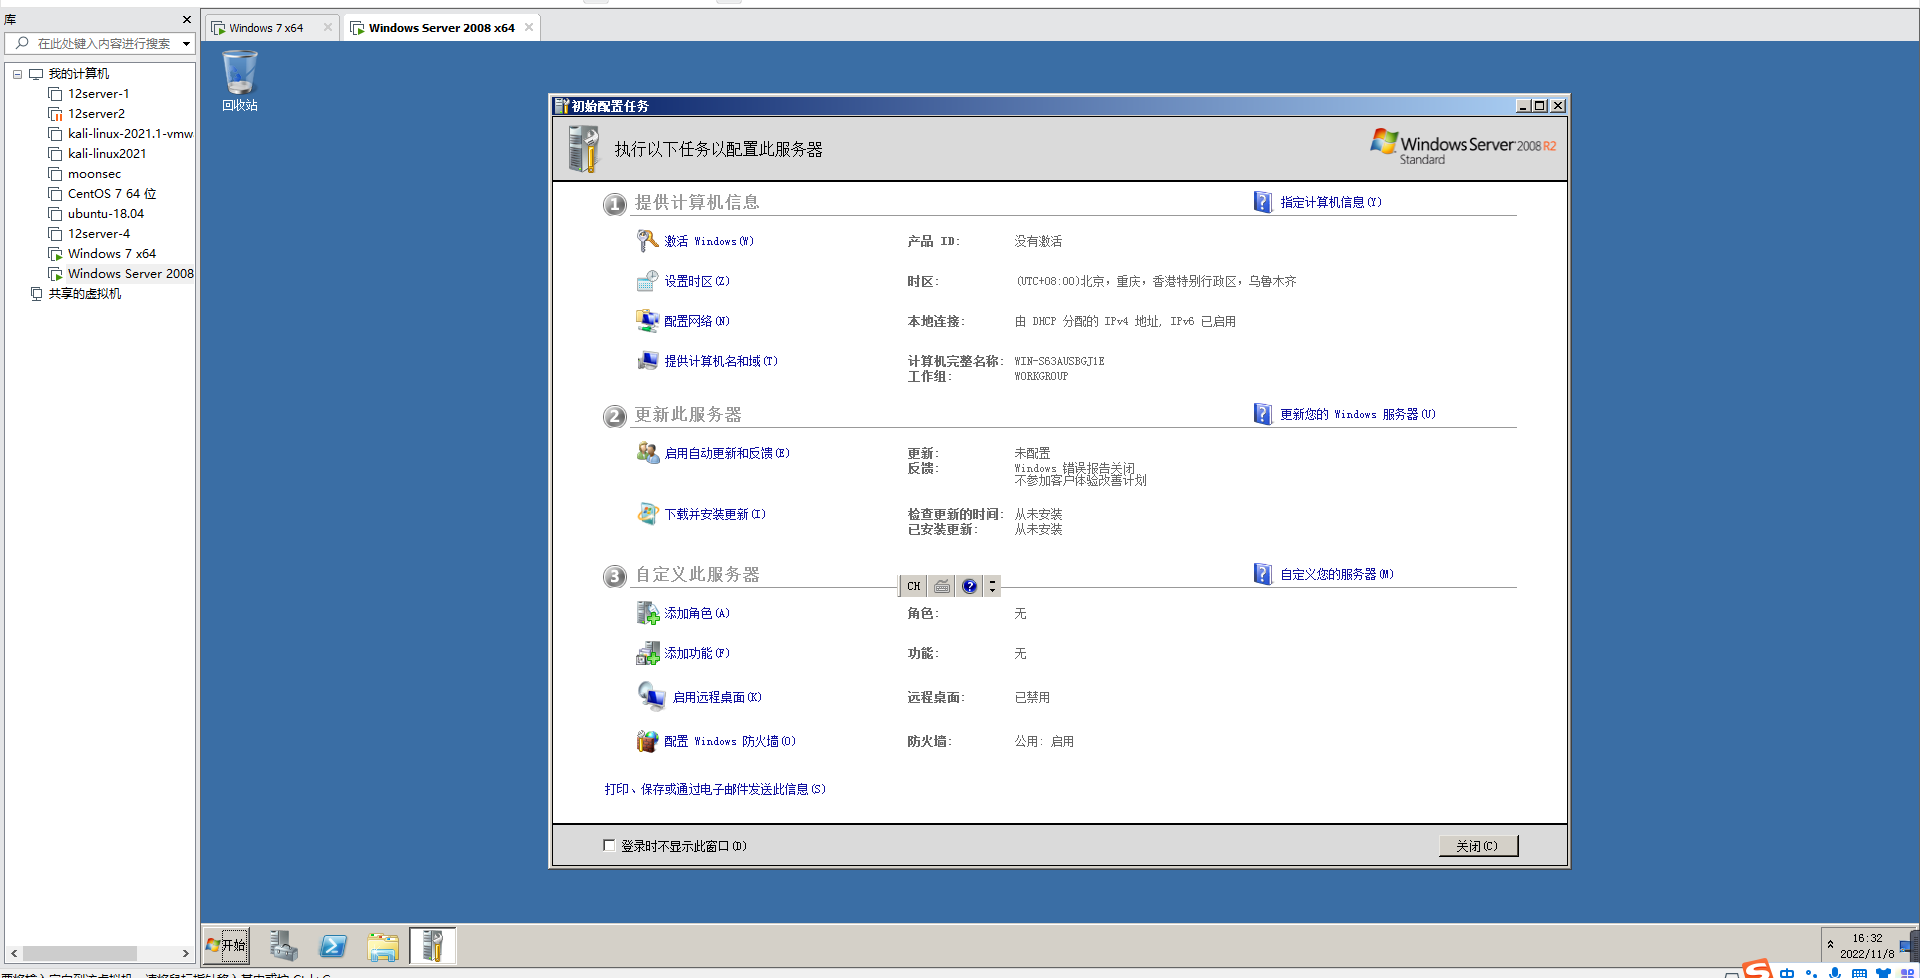 库
在此处键入内容进行搜索
我的计算机
12server-1
12server2
kali-linux-2021.1-vmw
kali-linux2021
moonsec
CentOS 7 64 位
ubuntu-18.04
12server-4
Windows 7 x64
Windows Server 2008
共享的虚拟机
Windows 7 x64
Windows Server 2008 x64
回收站
初始配置任务
执行以下任务以配置此服务器
Windows Server 2008 R2
Standard
1 提供计算机信息
指定计算机信息(Y)
激活 Windows(W)
产品 ID: 没有激活
设置时区(Z)
时区: (UTC+08:00)北京，重庆，香港特别行政区，乌鲁木齐
配置网络(N)
本地连接: 由 DHCP 分配的 IPv4 地址, IPv6 已启用
提供计算机名和域(T)
计算机完整名称: WIN-S63AUSBGJ1E
工作组: WORKGROUP
2 更新此服务器
更新您的 Windows 服务器(U)
启用自动更新和反馈(E)
更新: 未配置
反馈: Windows 错误报告关闭
不参加客户体验改善计划
下载并安装更新(I)
检查更新的时间: 从未安装
已安装更新: 从未安装
3 自定义此服务器
CH
自定义您的服务器(M)
添加角色(A)
角色: 无
添加功能(F)
功能: 无
启用远程桌面(K)
远程桌面: 已禁用
配置 Windows 防火墙(O)
防火墙: 公用: 启用
打印、保存或通过电子邮件发送此信息(S)
登录时不显示此窗口(D)
关闭(C)
开始
16:32
2022/11/8
中